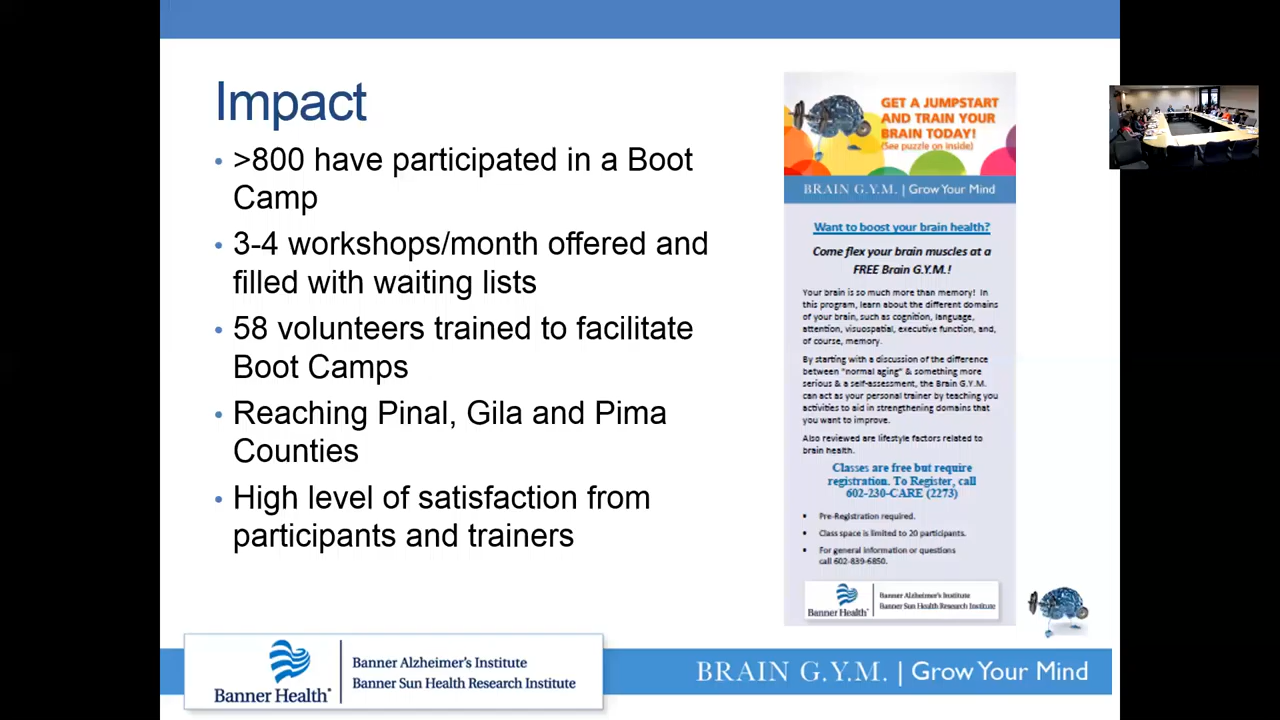 Impact
• >800 have participated in a Boot
Camp
• 3-4 workshops/month offered and
filled with waiting lists
• 58 volunteers trained to facilitate
Boot Camps
• Reaching Pinal, Gila and Pima
Counties
• High level of satisfaction from
participants and trainers
GET A JUMPSTART
AND TRAIN YOUR
BRAIN TODAY!
(See puzzle on inside)
BRAIN G.Y.M. | Grow Your Mind
Want to boost your brain health?
Come flex your brain muscles at a
FREE Brain G.Y.M.!
Your brain is so much more than memory! In
this program, learn about the different domains
of your brain, such as cognition, language,
attention, visuospatial, executive function, and,
of course, memory.
By starting with a discussion of the difference
between "normal aging" & something more
serious & a self-assessment, the Brain G.Y.M.
can act as your personal trainer by teaching you
activities to aid in strengthening domains that
you want to improve.
Also reviewed are lifestyle factors related to
brain health.
Classes are free but require
registration. To Register, call
602-230-CARE (2273)
• Pre-Registration required.
• Class space is limited to 20 participants.
• For general information or questions
call 602-839-6850.
Banner Health®
Banner Alzheimer's Institute
Banner Sun Health Research Institute
Banner Health®
Banner Alzheimer's Institute
Banner Sun Health Research Institute
BRAIN G.Y.M. | Grow Your Mind